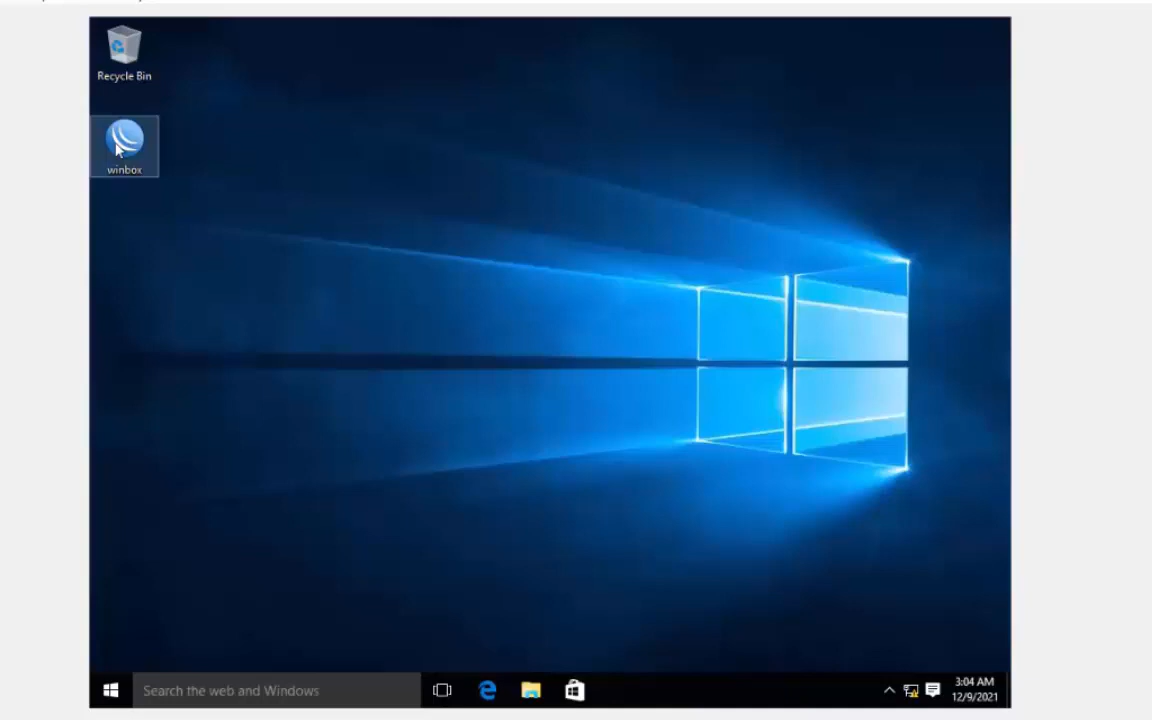 Recycle Bin
winbox
Search the web and Windows
3:04 AM
12/9/2021